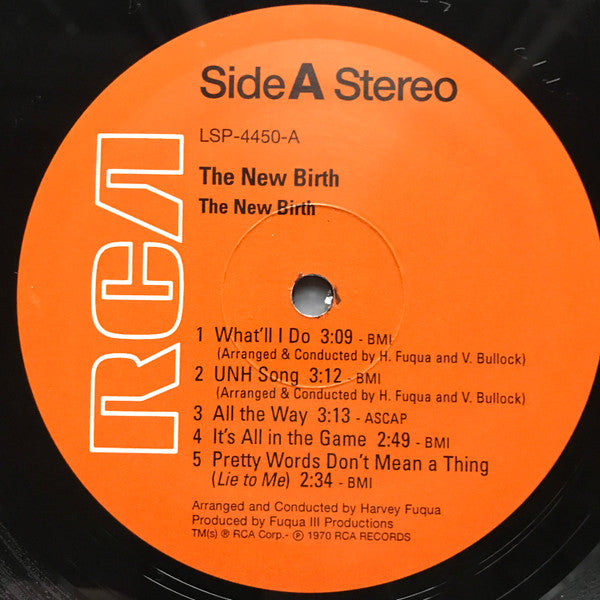 Side A Stereo
LSP-4450-A
The New Birth
The New Birth
RCA
1 What'll I Do 3:09 - BMI
(Arranged & Conducted by H. Fuqua and V. Bullock)
2 UNH Song 3:12 - BMI
(Arranged & Conducted by H. Fuqua and V. Bullock)
3 All the Way 3:13 - ASCAP
4 It's All in the Game 2:49 - BMI
5 Pretty Words Don't Mean a Thing
(Lie to Me) 2:34 - BMI
Arranged and Conducted by Harvey Fuqua
Produced by Fuqua III Productions
TM(s) ® RCA Corp.- ℗ 1970 RCA RECORDS